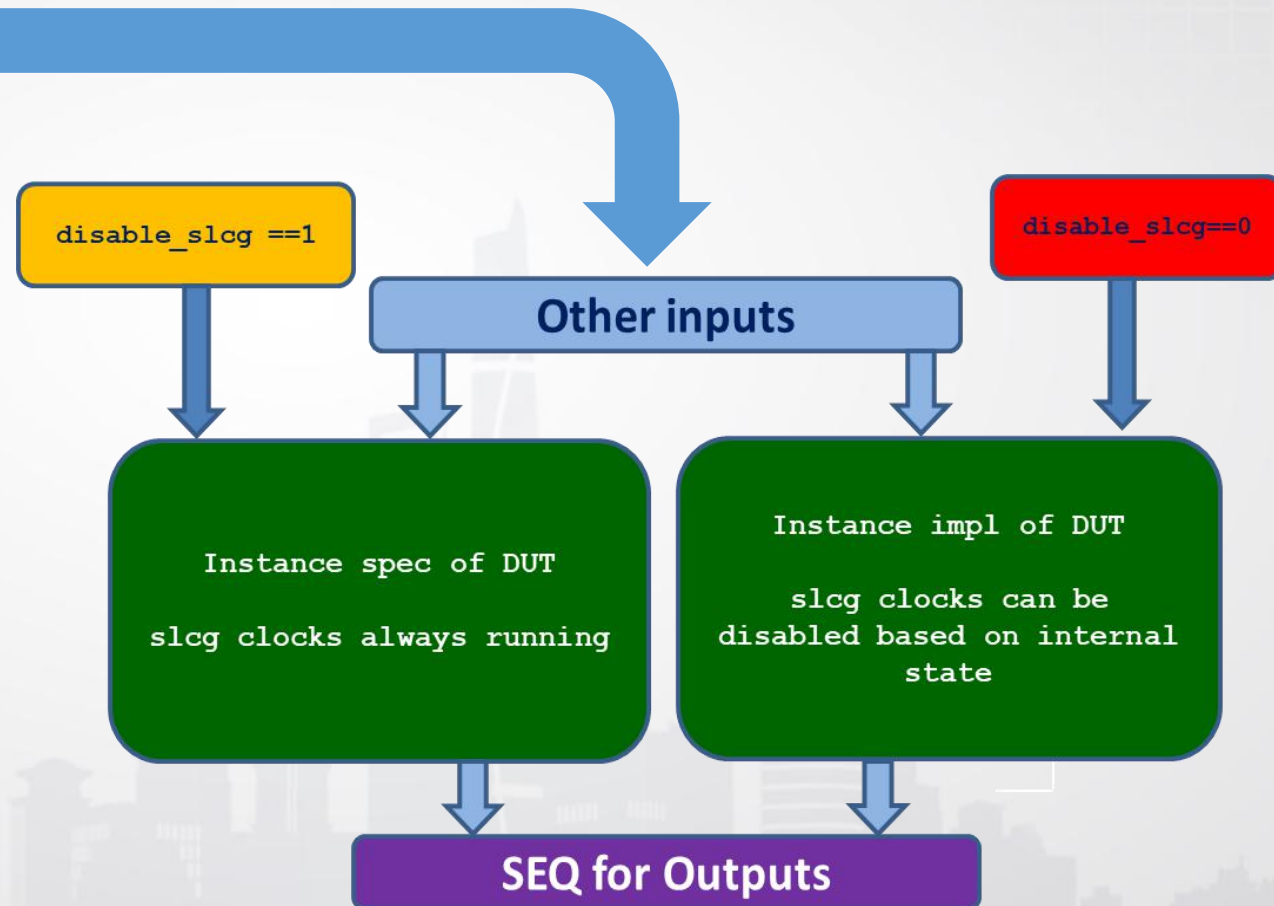 disable_slcg ==1
disable_slcg==0
Other inputs
Instance spec of DUT
slcg clocks always running
Instance impl of DUT
slcg clocks can be
disabled based on internal
state
SEQ for Outputs